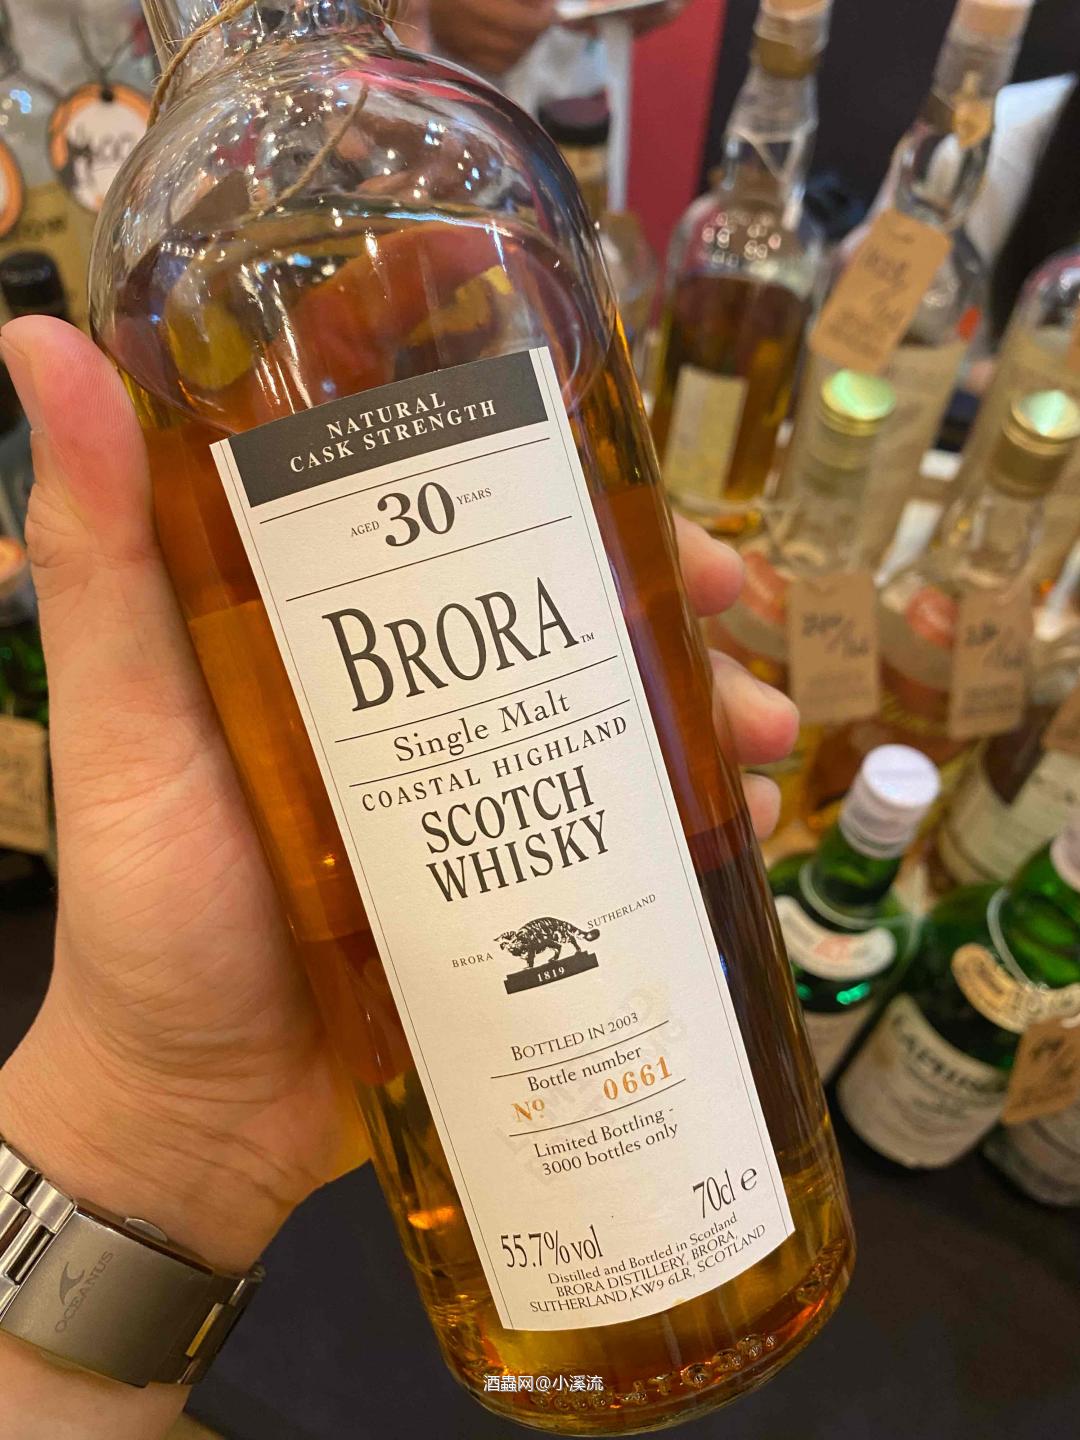 NATURAL
CASK STRENGTH
AGED 30 YEARS
BRORA™
Single Malt
COASTAL HIGHLAND
SCOTCH
WHISKY
BRORA SUTHERLAND
1819
BOTTLED IN 2003
Bottle number
Nº 0661
Limited Bottling -
3000 bottles only
70cl e
55.7% vol
Distilled and Bottled in Scotland
BRORA DISTILLERY, BRORA,
SUTHERLAND, KW9 6LR, SCOTLAND
OCEANUS
酒蟲网@小溪流